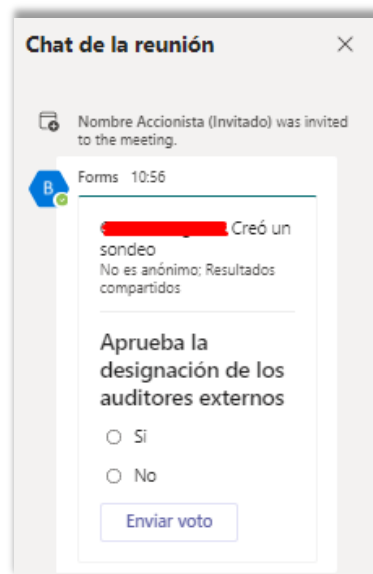 Chat de la reunión
Nombre Accionista (Invitado) was invited
to the meeting.
B
Forms 10:56
Creó un
sondeo
No es anónimo; Resultados
compartidos
Aprueba la
designación de los
auditores externos
Si
No
Enviar voto